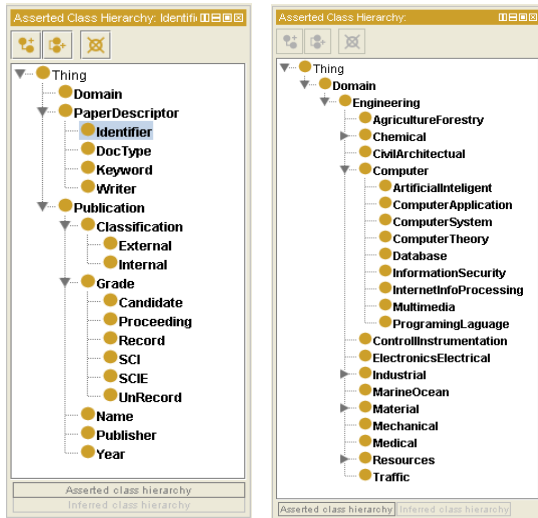 Asserted Class Hierarchy: Identifi
Thing
Domain
PaperDescriptor
Identifier
DocType
Keyword
Writer
Publication
Classification
External
Internal
Grade
Candidate
Proceeding
Record
SCI
SCIE
UnRecord
Name
Publisher
Year
Asserted class hierarchy
Inferred class hierarchy
Asserted Class Hierarchy:
Thing
Domain
Engineering
AgricultureForestry
Chemical
CivilArchitectual
Computer
ArtificialInteligent
ComputerApplication
ComputerSystem
ComputerTheory
Database
InformationSecurity
InternetInfoProcessing
Multimedia
ProgramingLaguage
ControlInstrumentation
ElectronicsElectrical
Industrial
MarineOcean
Material
Mechanical
Medical
Resources
Traffic
Asserted class hierarchy Inferred class hierarchy